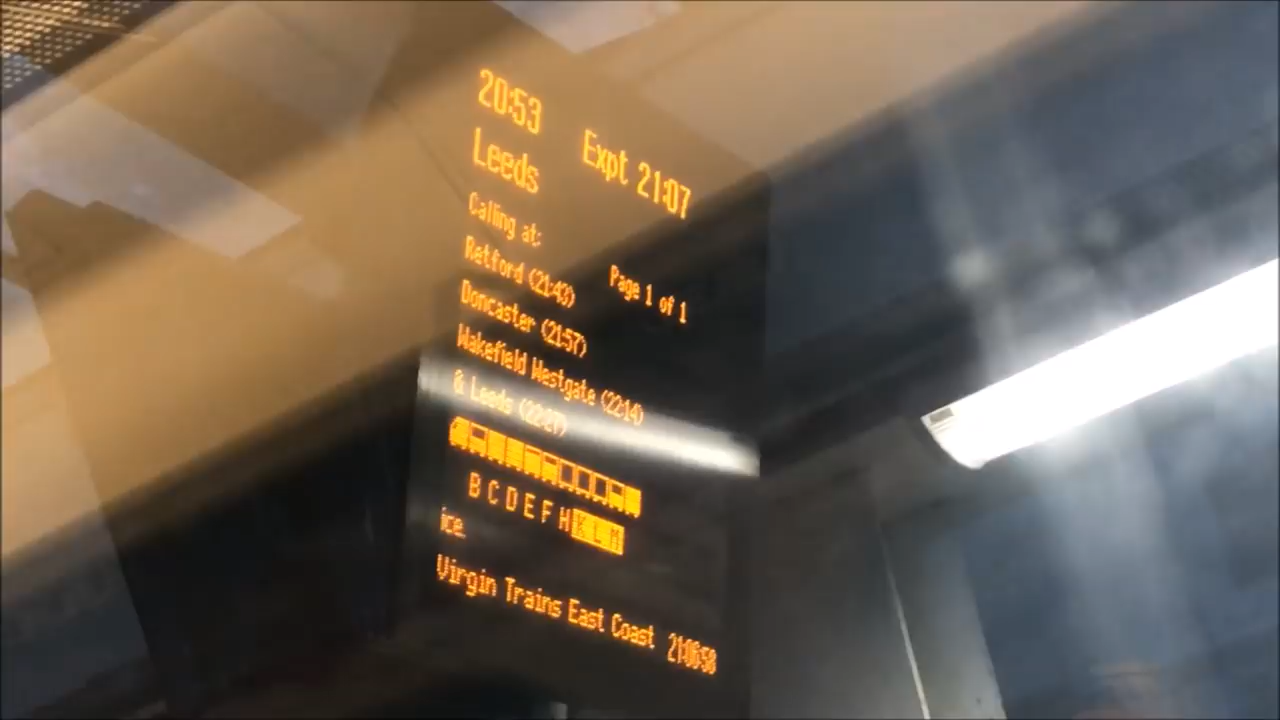 20:53 Expt 21:07
Leeds
Calling at:
Page 1 of 1
Retford (21:43)
Doncaster (21:57)
Wakefield Westgate (22:14)
& Leeds (22:27)
B C D E F H K L M
ice.
Virgin Trains East Coast 21:06:58